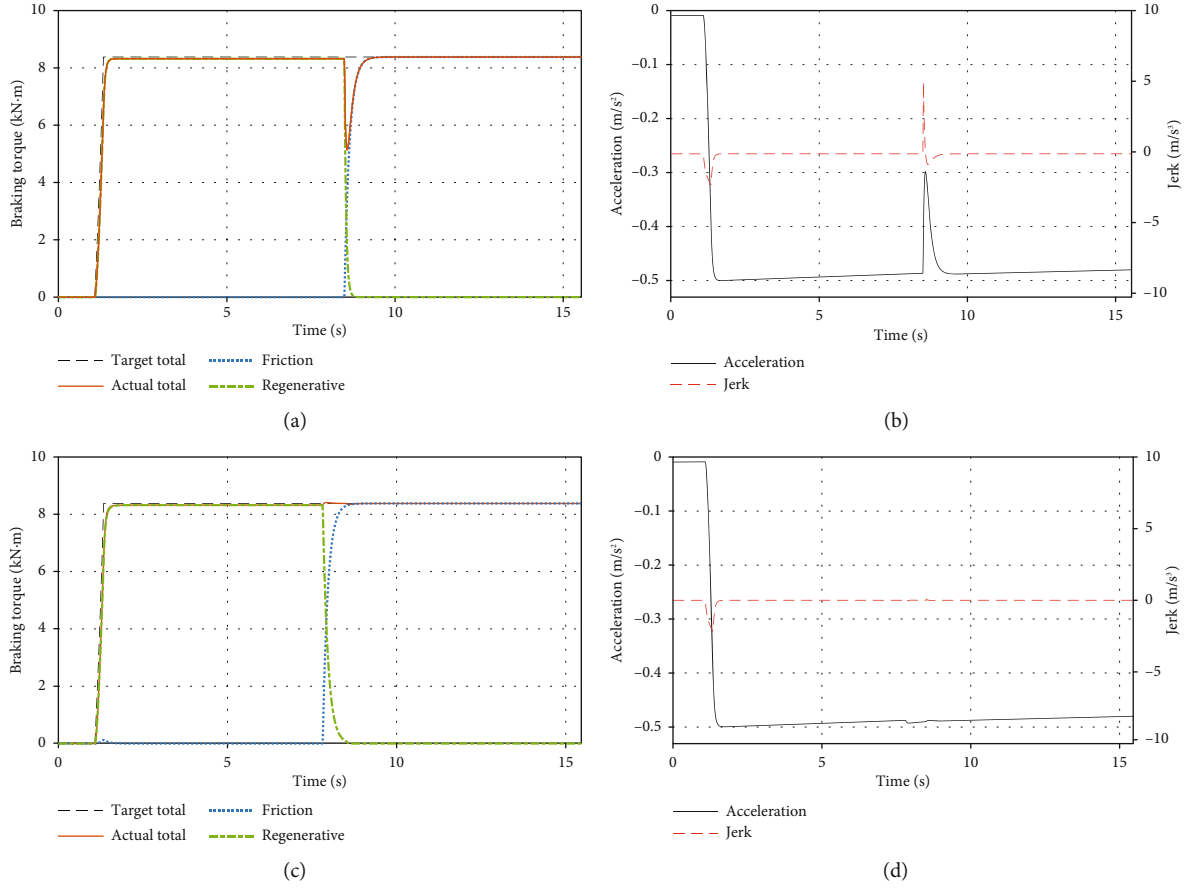 10
8
6
4
2
0
0
5
10
15
Braking torque (kN·m)
Time (s)
Target total
Friction
Actual total
Regenerative
(a)
0
−0.1
−0.2
−0.3
−0.4
−0.5
10
5
0
−5
−10
0
5
10
15
Acceleration (m/s²)
Jerk (m/s³)
Time (s)
Acceleration
Jerk
(b)
10
8
6
4
2
0
0
5
10
15
Braking torque (kN·m)
Time (s)
Target total
Friction
Actual total
Regenerative
(c)
0
−0.1
−0.2
−0.3
−0.4
−0.5
10
5
0
−5
−10
0
5
10
15
Acceleration (m/s²)
Jerk (m/s³)
Time (s)
Acceleration
Jerk
(d)